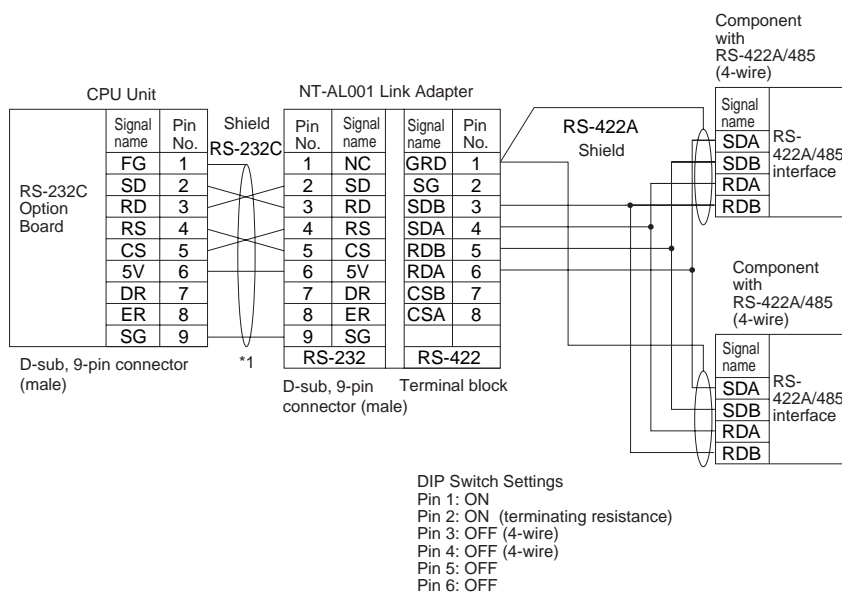 Component
with
RS-422A/485
(4-wire)
CPU Unit
NT-AL001 Link Adapter
RS-232C
Option
Board
Signal
name
Pin
No.
FG 1
SD 2
RD 3
RS 4
CS 5
5V 6
DR 7
ER 8
SG 9
D-sub, 9-pin connector
(male)
Shield
RS-232C
*1
Pin
No.
Signal
name
1 NC
2 SD
3 RD
4 RS
5 CS
6 5V
7 DR
8 ER
9 SG
RS-232
D-sub, 9-pin
connector (male)
Signal
name
Pin
No.
GRD 1
SG 2
SDB 3
SDA 4
RDB 5
RDA 6
CSB 7
CSA 8
RS-422
Terminal block
RS-422A
Shield
Signal
name
SDA
SDB
RDA
RDB
RS-
422A/485
interface
Component
with
RS-422A/485
(4-wire)
Signal
name
SDA
SDB
RDA
RDB
RS-
422A/485
interface
DIP Switch Settings
Pin 1: ON
Pin 2: ON (terminating resistance)
Pin 3: OFF (4-wire)
Pin 4: OFF (4-wire)
Pin 5: OFF
Pin 6: OFF